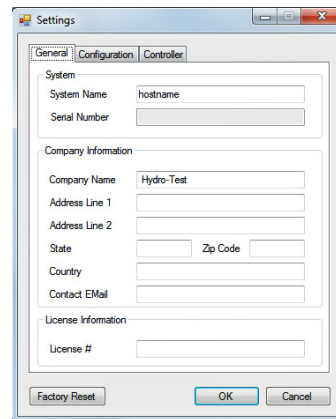 Settings
General Configuration Controller
System
System Name hostname
Serial Number
Company Information
Company Name Hydro-Test
Address Line 1
Address Line 2
State Zip Code
Country
Contact EMail
License Information
License #
Factory Reset OK Cancel